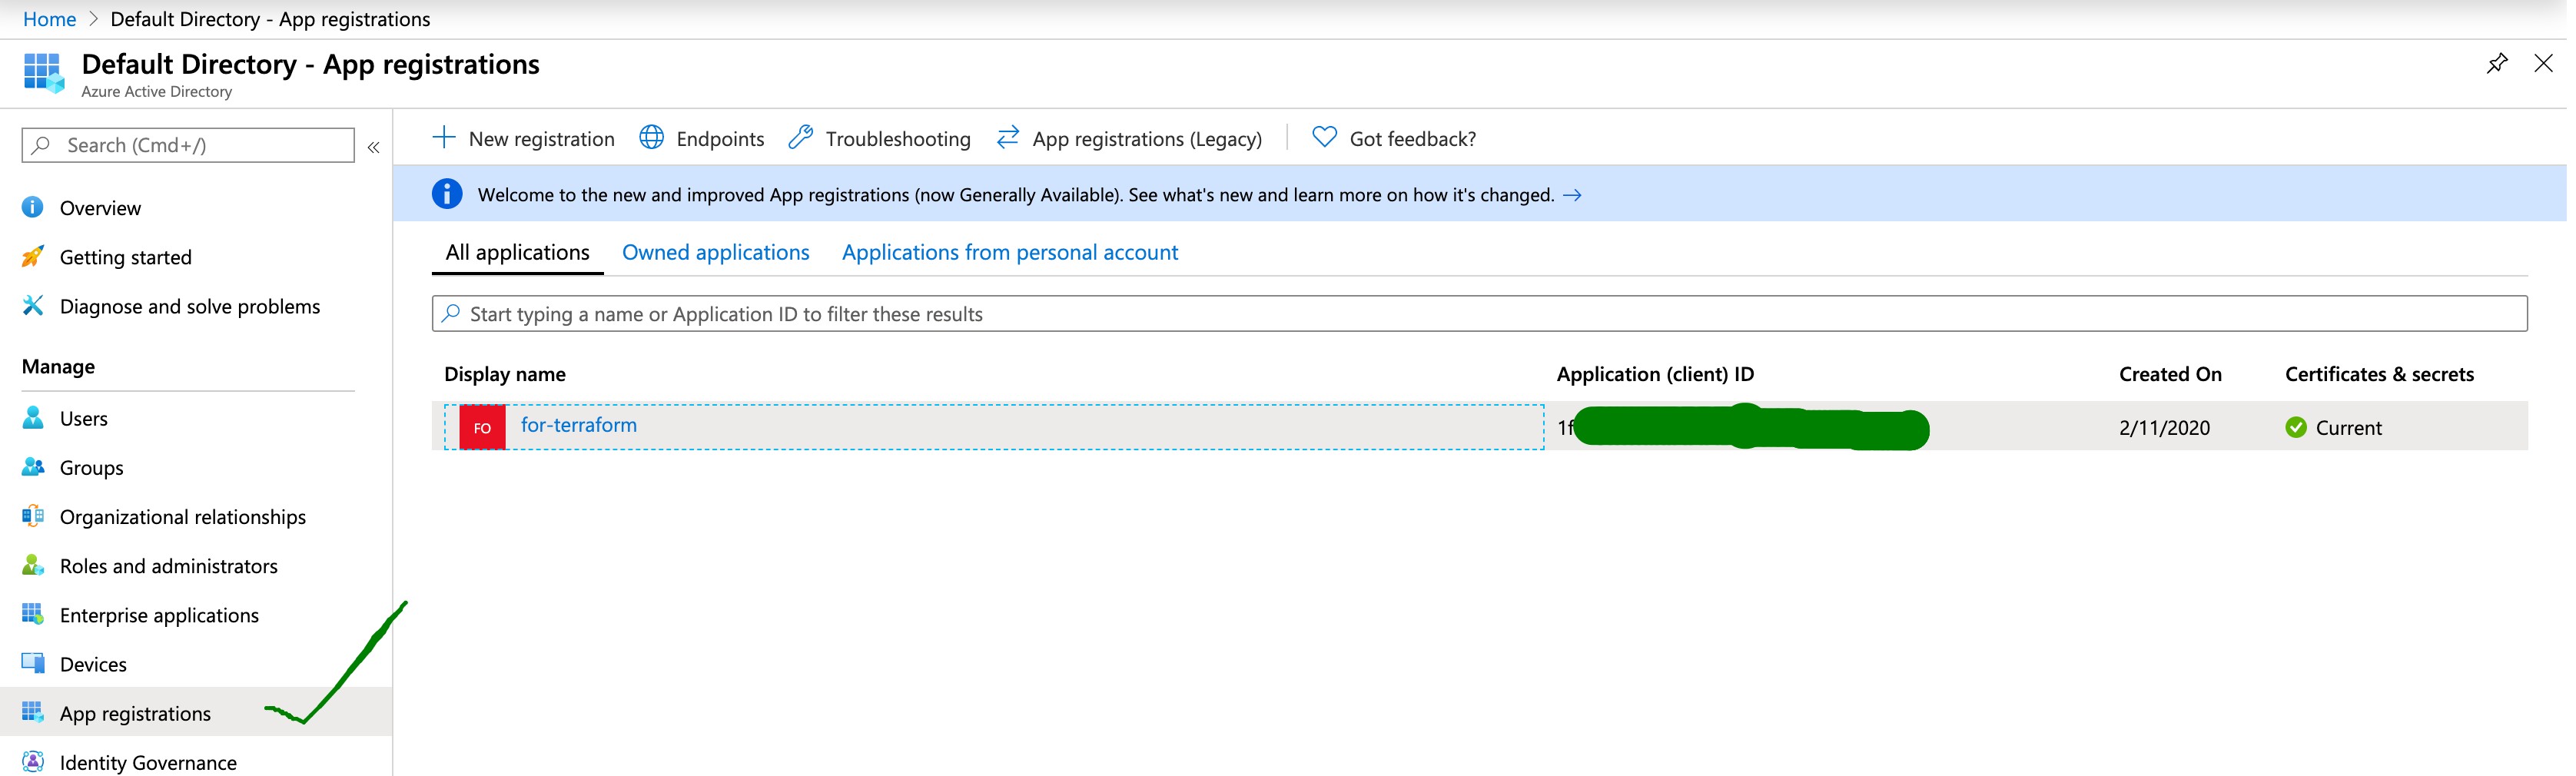 Home > Default Directory - App registrations
Default Directory - App registrations
Azure Active Directory
Search (Cmd+/)
«
Overview
Getting started
Diagnose and solve problems
Manage
Users
Groups
Organizational relationships
Roles and administrators
Enterprise applications
Devices
App registrations
Identity Governance
New registration Endpoints Troubleshooting App registrations (Legacy) Got feedback?
Welcome to the new and improved App registrations (now Generally Available). See what's new and learn more on how it's changed. →
All applications Owned applications Applications from personal account
Start typing a name or Application ID to filter these results
Display name Application (client) ID Created On Certificates & secrets
FO for-terraform 1f 2/11/2020 Current